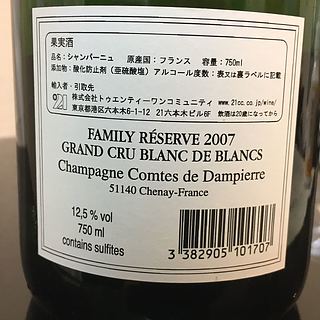 果実酒
品名：シャンパーニュ 原産国：フランス 容量：750ml
添加物：酸化防止剤（亜硫酸塩）アルコール度数：表又は裏ラベルに記載
輸入者・引取先
株式会社トゥエンティーワンコミュニティ www.21cc.co.jp/wine/
東京都港区六本木6-1-12 21六本木ビル6F 飲酒は20歳になってから
21
FAMILY RÉSERVE 2007
GRAND CRU BLANC DE BLANCS
Champagne Comtes de Dampierre
51140 Chenay-France
12,5 % vol
750 ml
contains sulfites
3 382905 101707